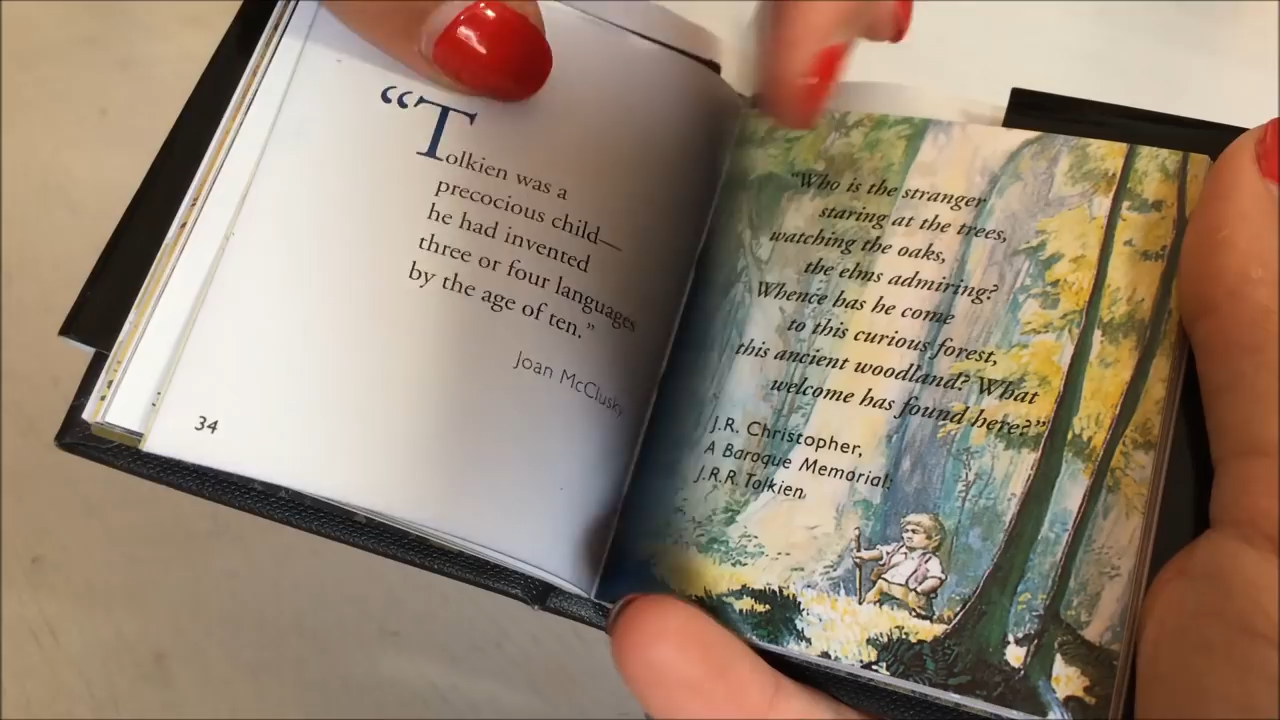 “Tolkien was a
precocious child—
he had invented
three or four languages
by the age of ten.”
Joan McClusky
34
“Who is the stranger
staring at the trees,
watching the oaks,
the elms admiring?
Whence has he come
to this curious forest,
this ancient woodland? What
welcome has found here?”
J.R. Christopher,
A Baroque Memorial:
J.R.R. Tolkien